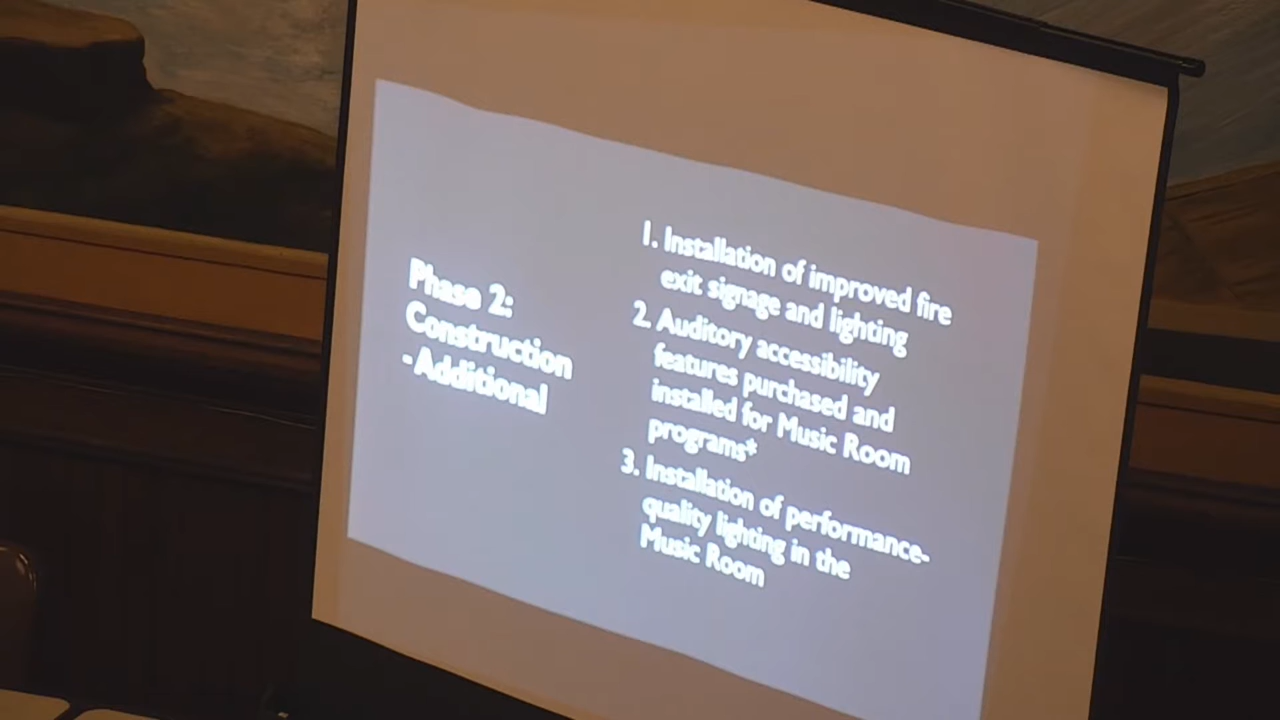 Phase 2:
Construction
-Additional
1. Installation of improved fire
exit signage and lighting
2. Auditory accessibility
features purchased and
installed for Music Room
programs*
3. Installation of performance-
quality lighting in the
Music Room